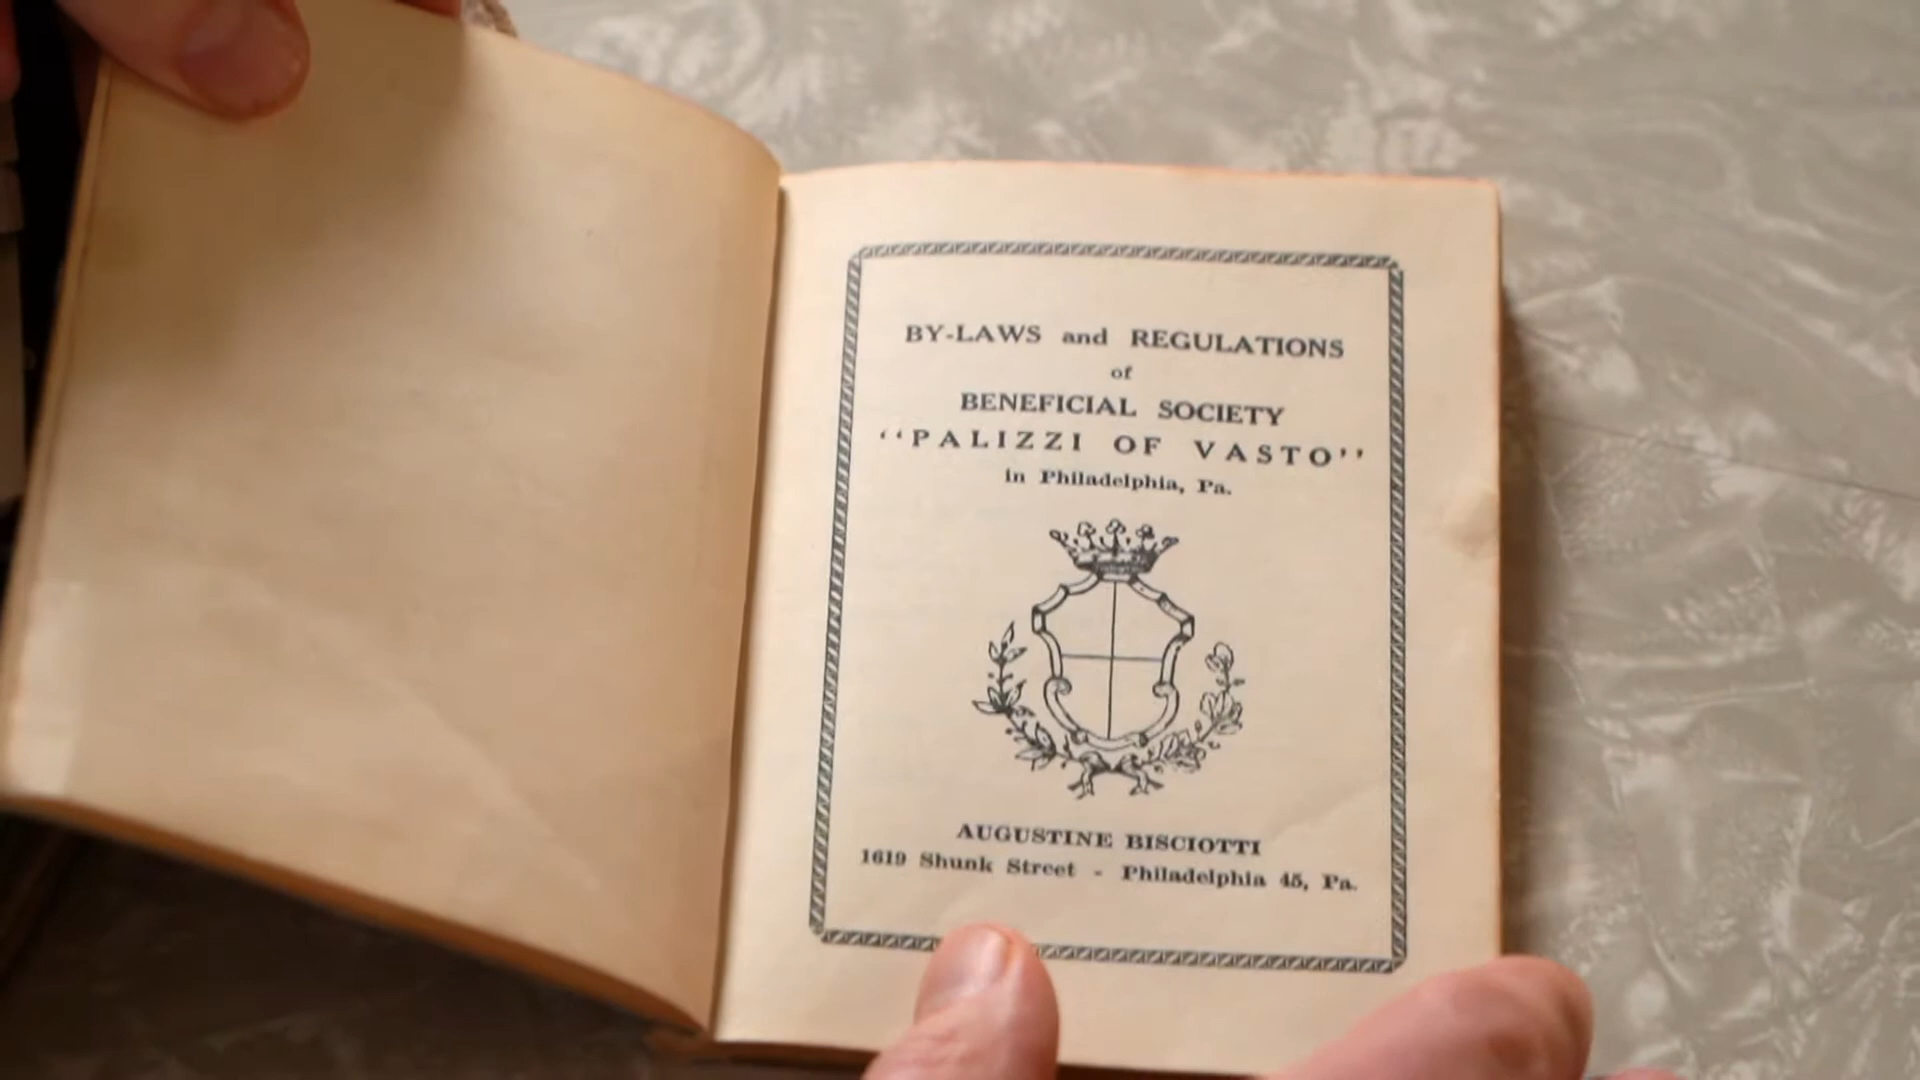 BY-LAWS and REGULATIONS
of
BENEFICIAL SOCIETY
‘‘PALIZZI OF VASTO’’
in Philadelphia, Pa.
AUGUSTINE BISCIOTTI
1619 Shunk Street - Philadelphia 45, Pa.